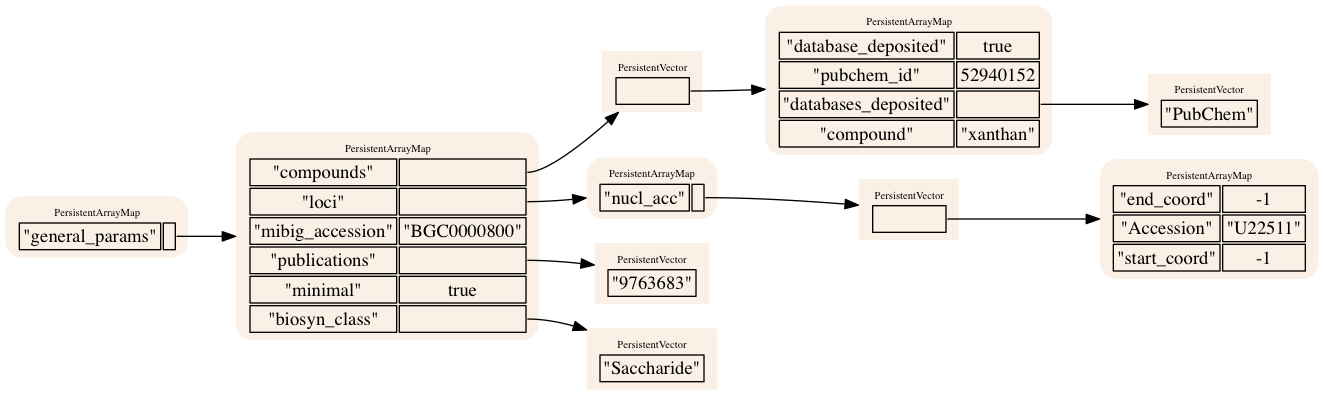 PersistentArrayMap
"general_params"
PersistentArrayMap
"compounds"
"loci"
"mibig_accession" "BGC0000800"
"publications"
"minimal" true
"biosyn_class"
PersistentVector
PersistentArrayMap
"database_deposited" true
"pubchem_id" 52940152
"databases_deposited"
"compound" "xanthan"
PersistentVector
"PubChem"
PersistentArrayMap
"nucl_acc"
PersistentVector
PersistentArrayMap
"end_coord" -1
"Accession" "U22511"
"start_coord" -1
PersistentVector
"9763683"
PersistentVector
"Saccharide"